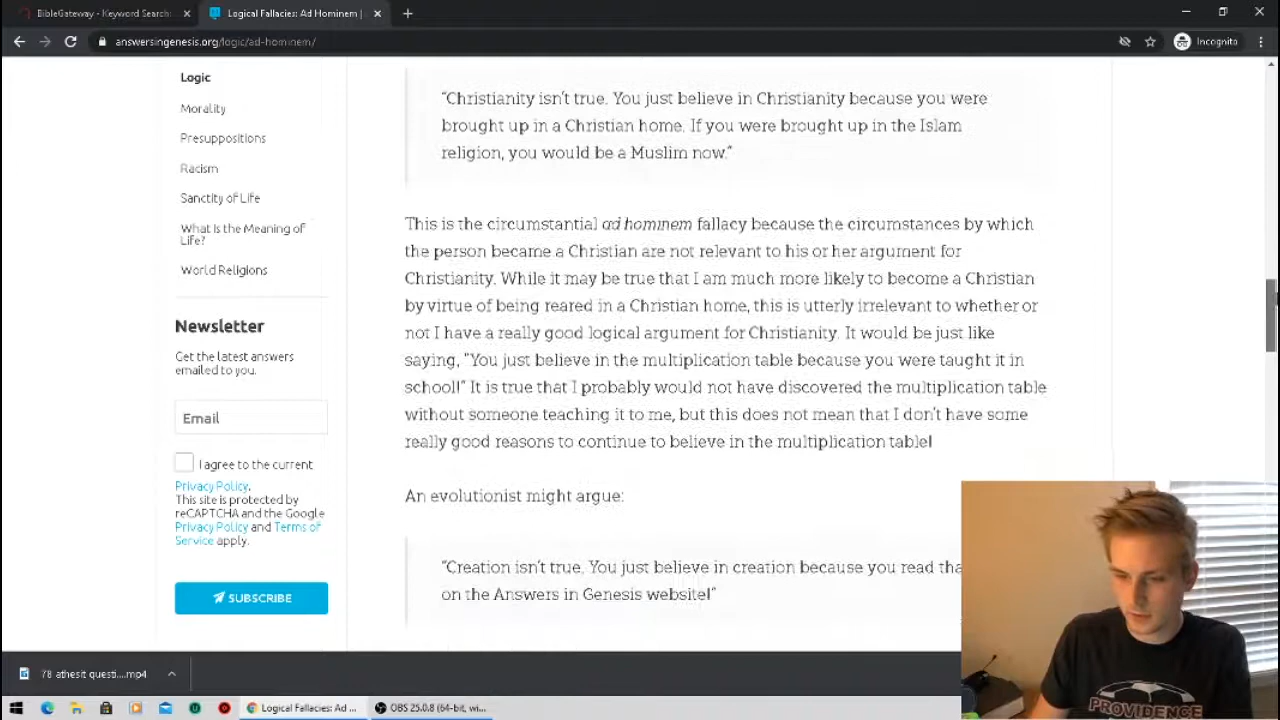 BibleGateway - Keyword Search:
Logical Fallacies: Ad Hominem |
answersingenesis.org/logic/ad-hominem/
Incognito
Logic
Morality
Presuppositions
Racism
Sanctity of Life
What Is the Meaning of
Life?
World Religions
Newsletter
Get the latest answers
emailed to you.
Email
I agree to the current
Privacy Policy.
This site is protected by
reCAPTCHA and the Google
Privacy Policy and Terms of
Service apply.
SUBSCRIBE
“Christianity isn’t true. You just believe in Christianity because you were
brought up in a Christian home. If you were brought up in the Islam
religion, you would be a Muslim now.”
This is the circumstantial ad hominem fallacy because the circumstances by which
the person became a Christian are not relevant to his or her argument for
Christianity. While it may be true that I am much more likely to become a Christian
by virtue of being reared in a Christian home, this is utterly irrelevant to whether or
not I have a really good logical argument for Christianity. It would be just like
saying, “You just believe in the multiplication table because you were taught it in
school!” It is true that I probably would not have discovered the multiplication table
without someone teaching it to me, but this does not mean that I don’t have some
really good reasons to continue to believe in the multiplication table!
An evolutionist might argue:
“Creation isn’t true. You just believe in creation because you read tha
on the Answers in Genesis website!”
78 athesit questi....mp4
Logical Fallacies: Ad ...
OBS 25.0.8 (64-bit, wi...
PROVIDENCE